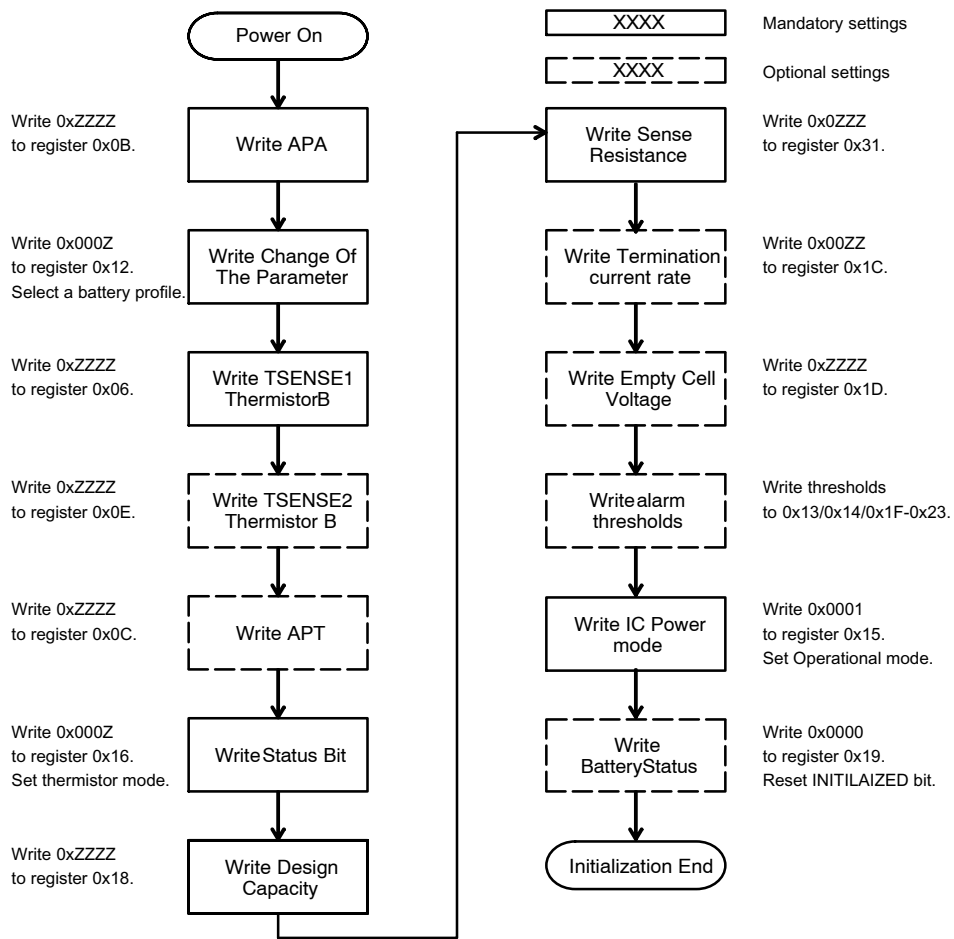 Power On
Write 0xZZZZ
to register 0x0B.
Write APA
Write 0x000Z
to register 0x12.
Select a battery profile.
Write Change Of
The Parameter
Write 0xZZZZ
to register 0x06.
Write TSENSE1
ThermistorB
Write 0xZZZZ
to register 0x0E.
Write TSENSE2
Thermistor B
Write 0xZZZZ
to register 0x0C.
Write APT
Write 0x000Z
to register 0x16.
Set thermistor mode.
WriteStatus Bit
Write 0xZZZZ
to register 0x18.
Write Design
Capacity
XXXX
Mandatory settings
XXXX
Optional settings
Write Sense
Resistance
Write 0x0ZZZ
to register 0x31.
Write Termination
current rate
Write 0x00ZZ
to register 0x1C.
Write Empty Cell
Voltage
Write 0xZZZZ
to register 0x1D.
Writealarm
thresholds
Write thresholds
to 0x13/0x14/0x1F-0x23.
Write IC Power
mode
Write 0x0001
to register 0x15.
Set Operational mode.
Write
BatteryStatus
Write 0x0000
to register 0x19.
Reset INITILAIZED bit.
Initialization End